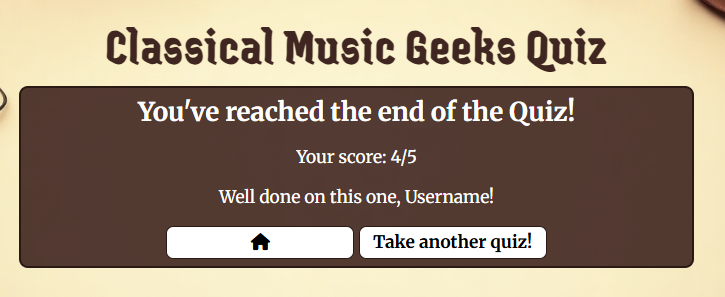 Classical Music Geeks Quiz
You've reached the end of the Quiz!
Your score: 4/5
Well done on this one, Username!
Take another quiz!